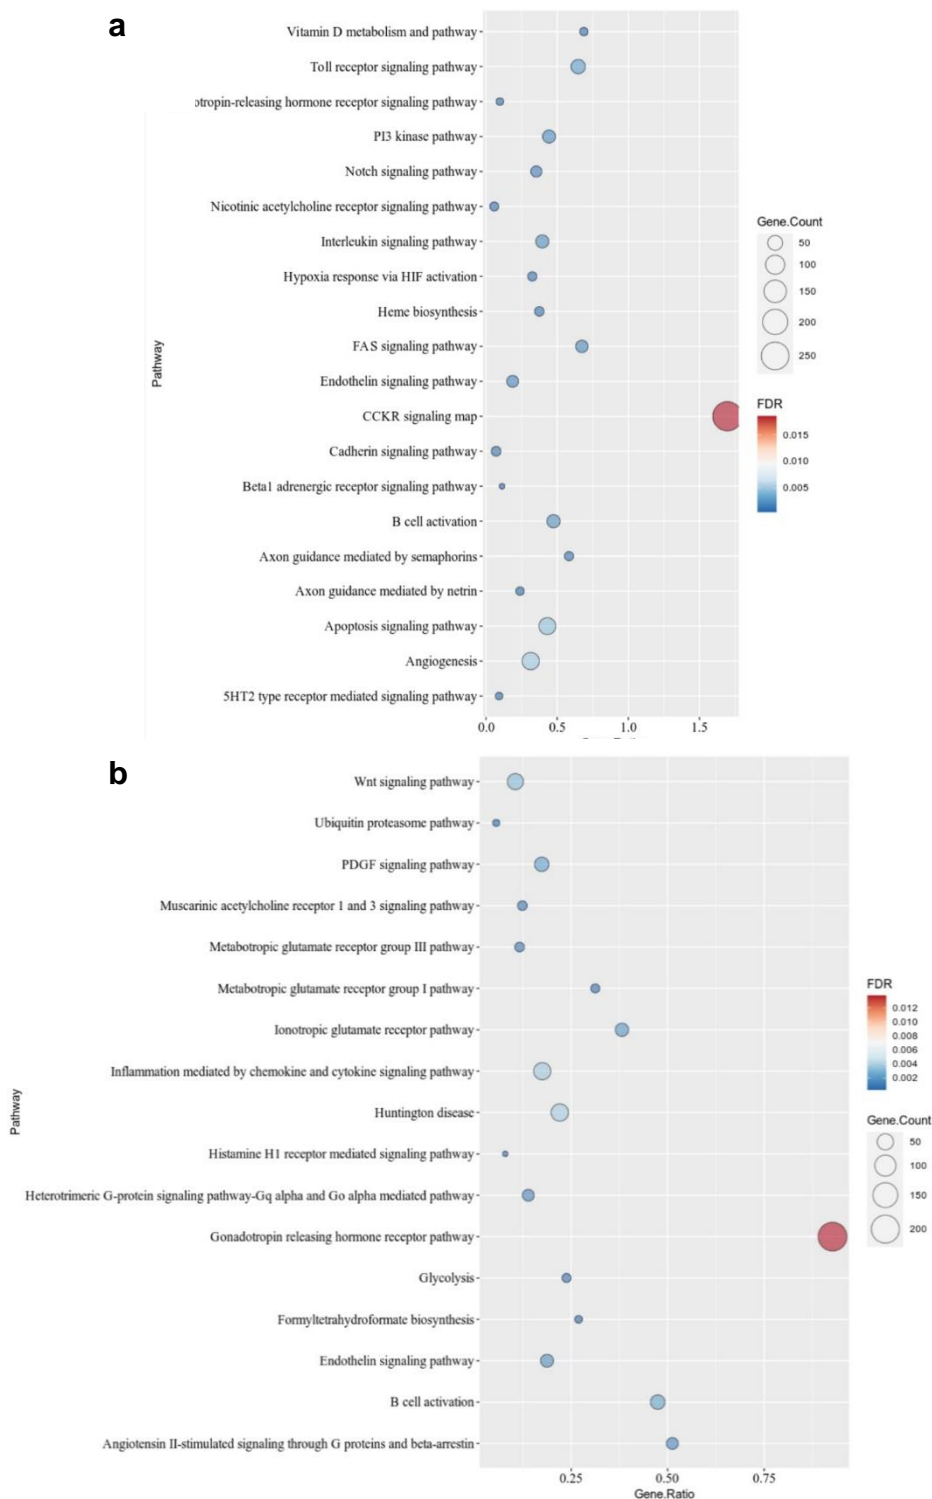 a
Vitamin D metabolism and pathway
Toll receptor signaling pathway
otropin-releasing hormone receptor signaling pathway
PI3 kinase pathway
Notch signaling pathway
Nicotinic acetylcholine receptor signaling pathway
Interleukin signaling pathway
Hypoxia response via HIF activation
Heme biosynthesis
FAS signaling pathway
Endothelin signaling pathway
CCKR signaling map
Cadherin signaling pathway
Beta1 adrenergic receptor signaling pathway
B cell activation
Axon guidance mediated by semaphorins
Axon guidance mediated by netrin
Apoptosis signaling pathway
Angiogenesis
5HT2 type receptor mediated signaling pathway
Pathway
0.0 0.5 1.0 1.5
Gene.Count
50
100
150
200
250
FDR
0.015
0.010
0.005
b
Wnt signaling pathway
Ubiquitin proteasome pathway
PDGF signaling pathway
Muscarinic acetylcholine receptor 1 and 3 signaling pathway
Metabotropic glutamate receptor group III pathway
Metabotropic glutamate receptor group I pathway
Ionotropic glutamate receptor pathway
Inflammation mediated by chemokine and cytokine signaling pathway
Huntington disease
Histamine H1 receptor mediated signaling pathway
Heterotrimeric G-protein signaling pathway-Gq alpha and Go alpha mediated pathway
Gonadotropin releasing hormone receptor pathway
Glycolysis
Formyltetrahydroformate biosynthesis
Endothelin signaling pathway
B cell activation
Angiotensin II-stimulated signaling through G proteins and beta-arrestin
Pathway
0.25 0.50 0.75
Gene.Ratio
FDR
0.012
0.010
0.008
0.006
0.004
0.002
Gene.Count
50
100
150
200